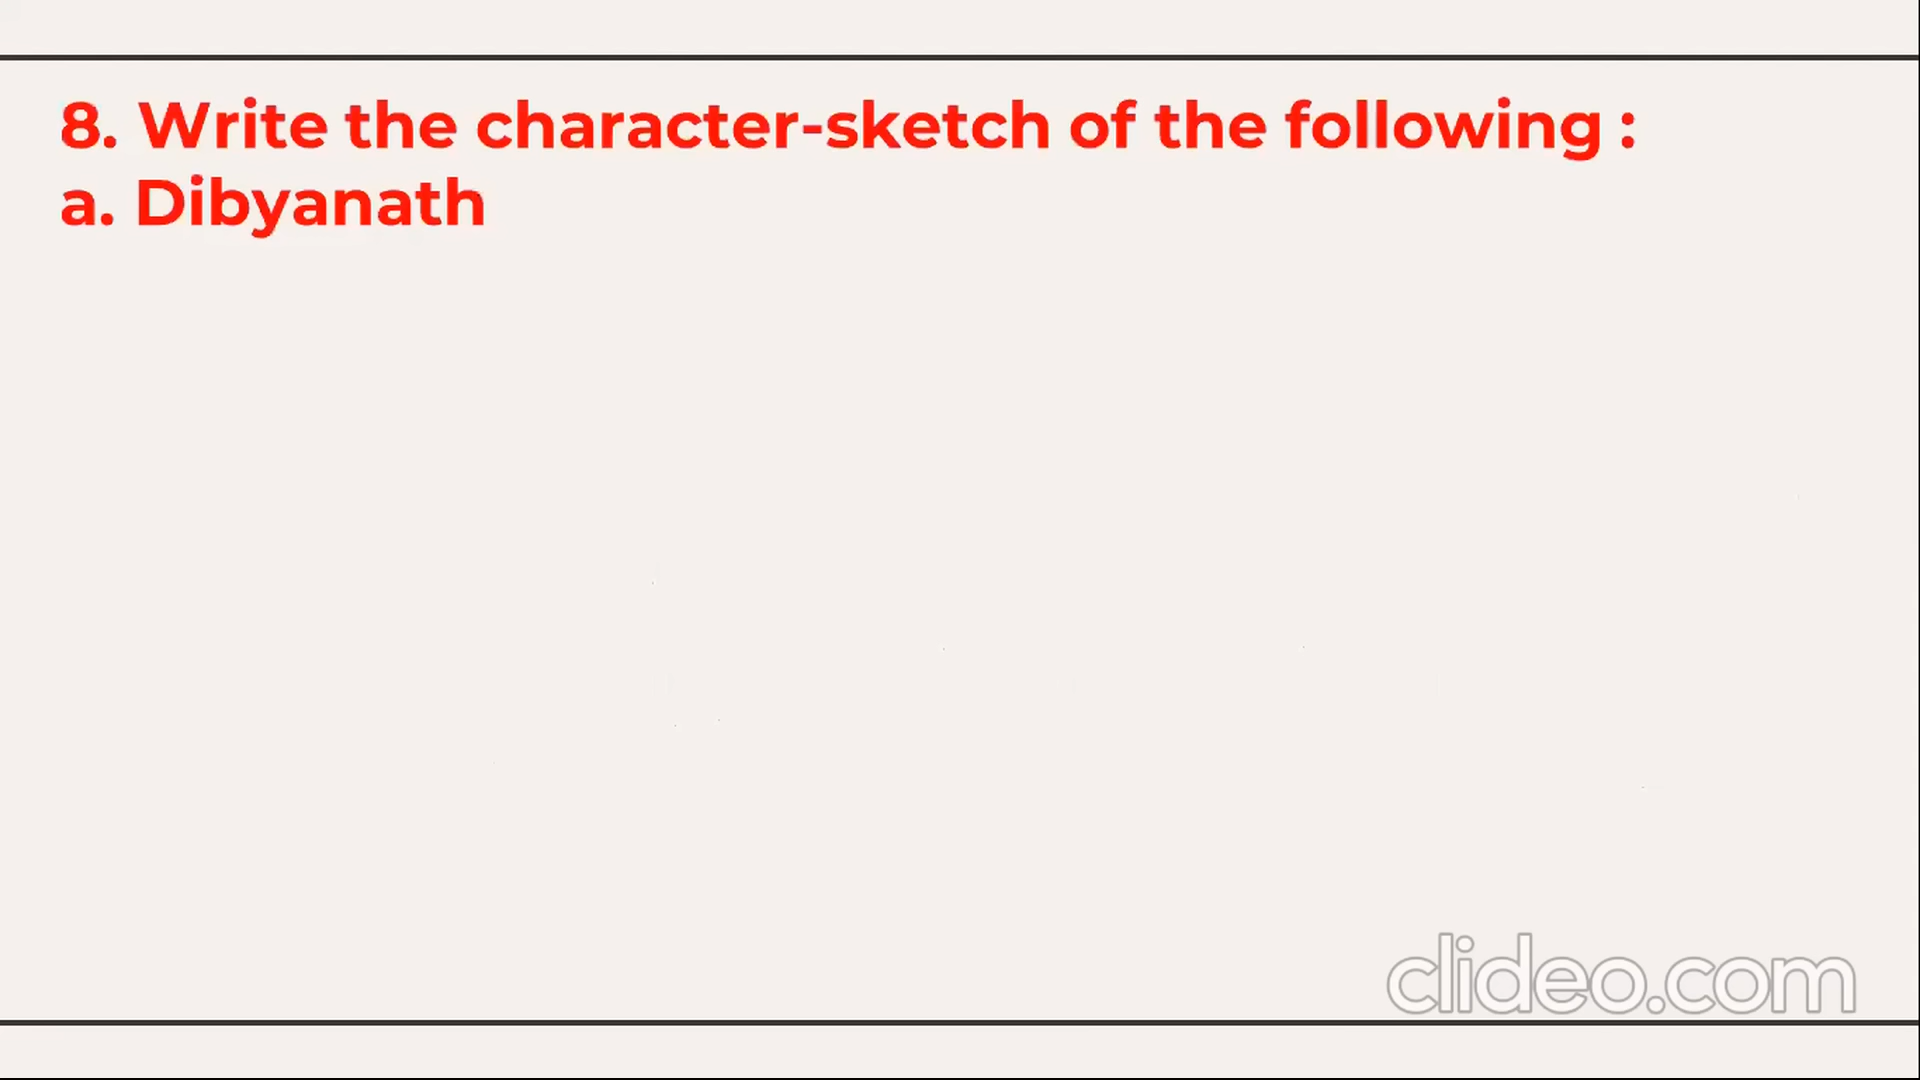 8. Write the character-sketch of the following :
a. Dibyanath
clideo.com